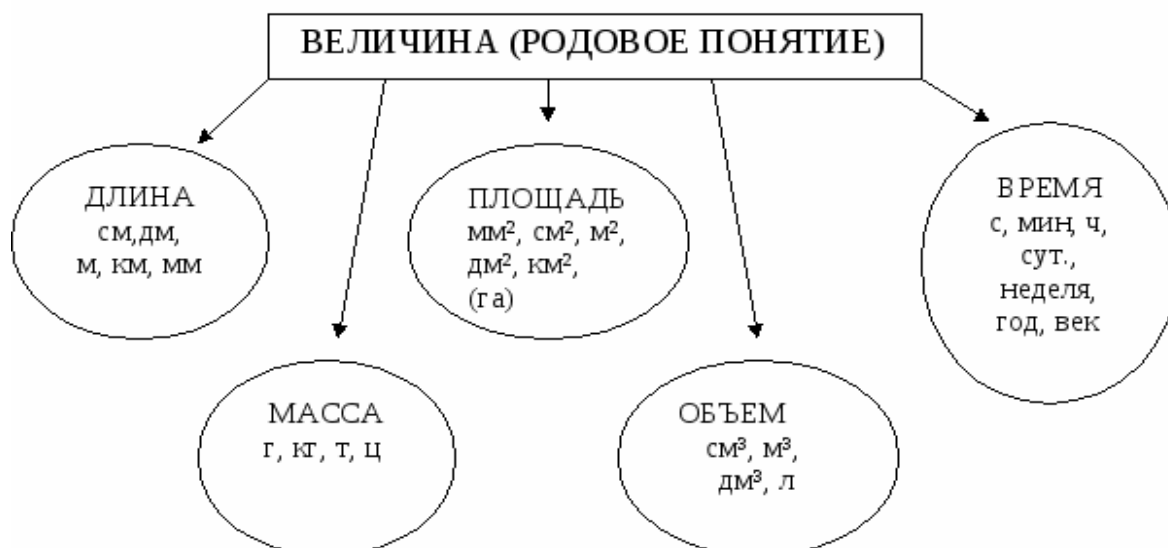 ВЕЛИЧИНА (РОДОВОЕ ПОНЯТИЕ)
ДЛИНА
см,дм,
м, км, мм
ПЛОЩАДЬ
мм², см², м²,
дм², км²,
(га)
ВРЕМЯ
с, мин, ч,
сут.,
неделя,
год, век
МАССА
г, кг, т, ц
ОБЪЕМ
см³, м³,
дм³, л